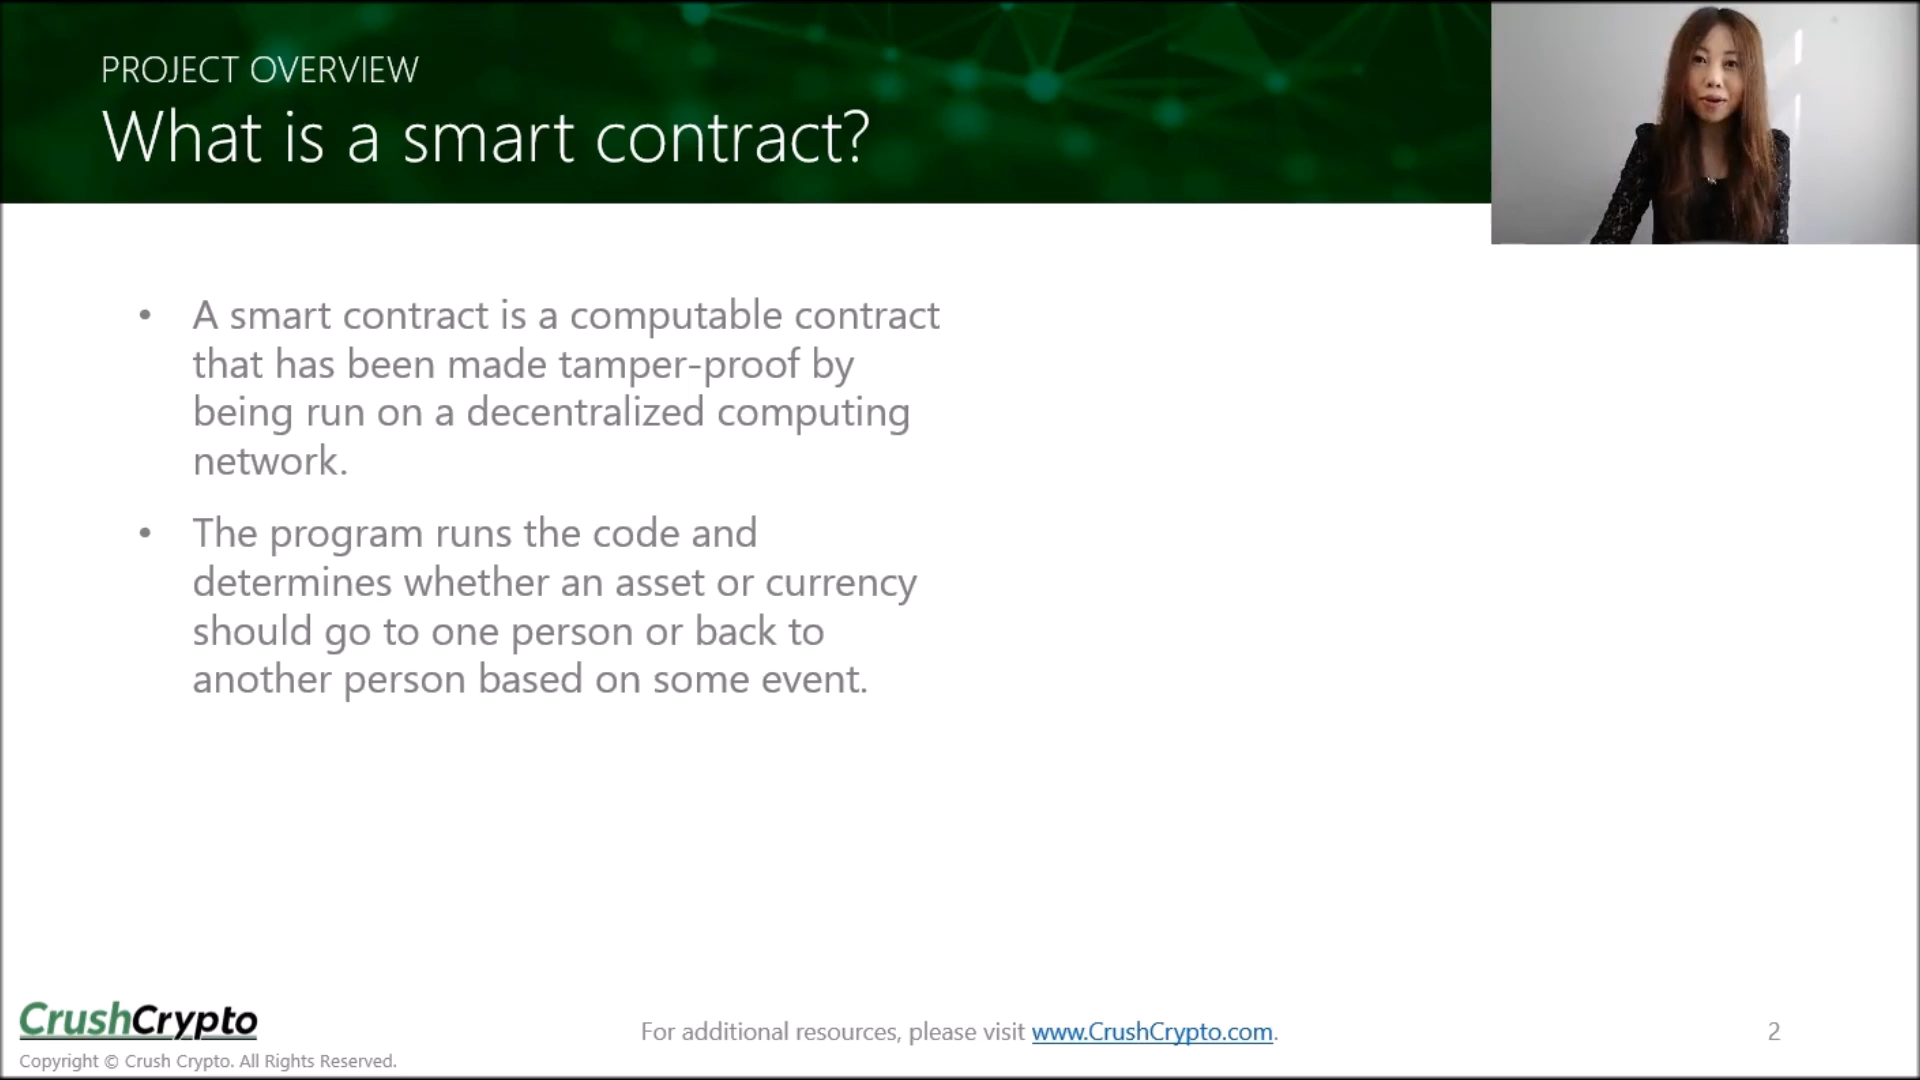 PROJECT OVERVIEW
What is a smart contract?
• A smart contract is a computable contract
that has been made tamper-proof by
being run on a decentralized computing
network.
• The program runs the code and
determines whether an asset or currency
should go to one person or back to
another person based on some event.
CrushCrypto
Copyright © Crush Crypto. All Rights Reserved.
For additional resources, please visit www.CrushCrypto.com.
2